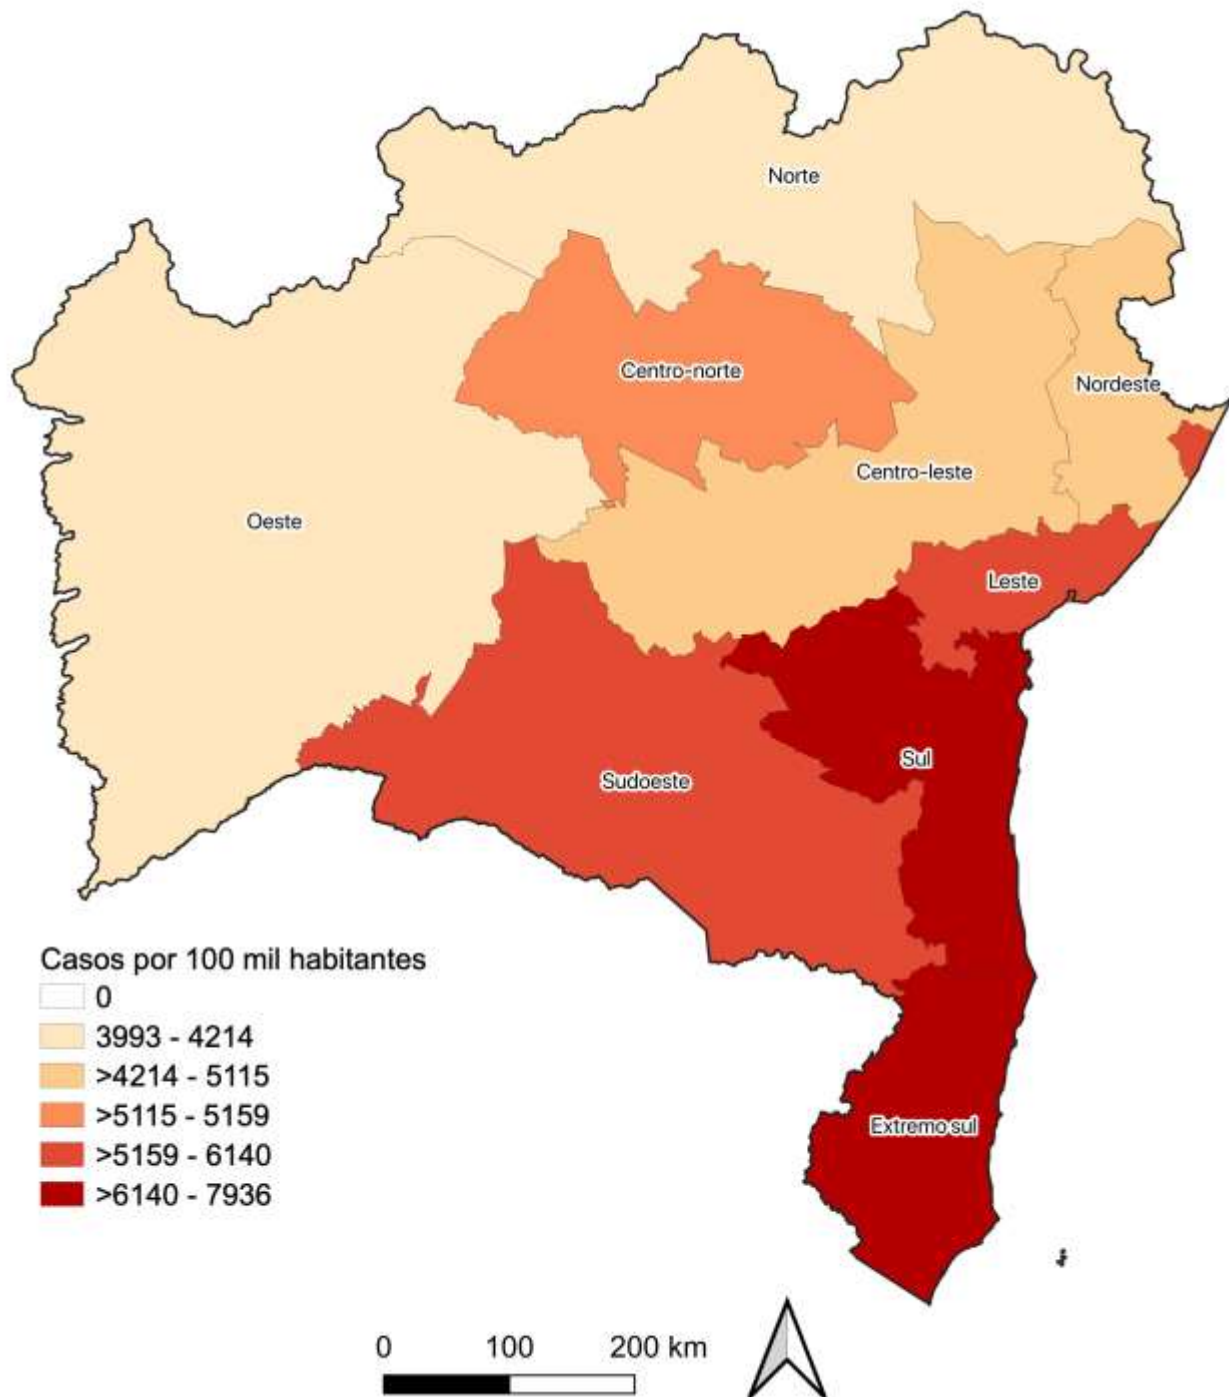 Norte
Centro-norte
Nordeste
Centro-leste
Oeste
Leste
Sul
Sudoeste
Casos por 100 mil habitantes
0
3993 - 4214
>4214 - 5115
>5115 - 5159
>5159 - 6140
>6140 - 7936
Extremo sul
0 100 200 km